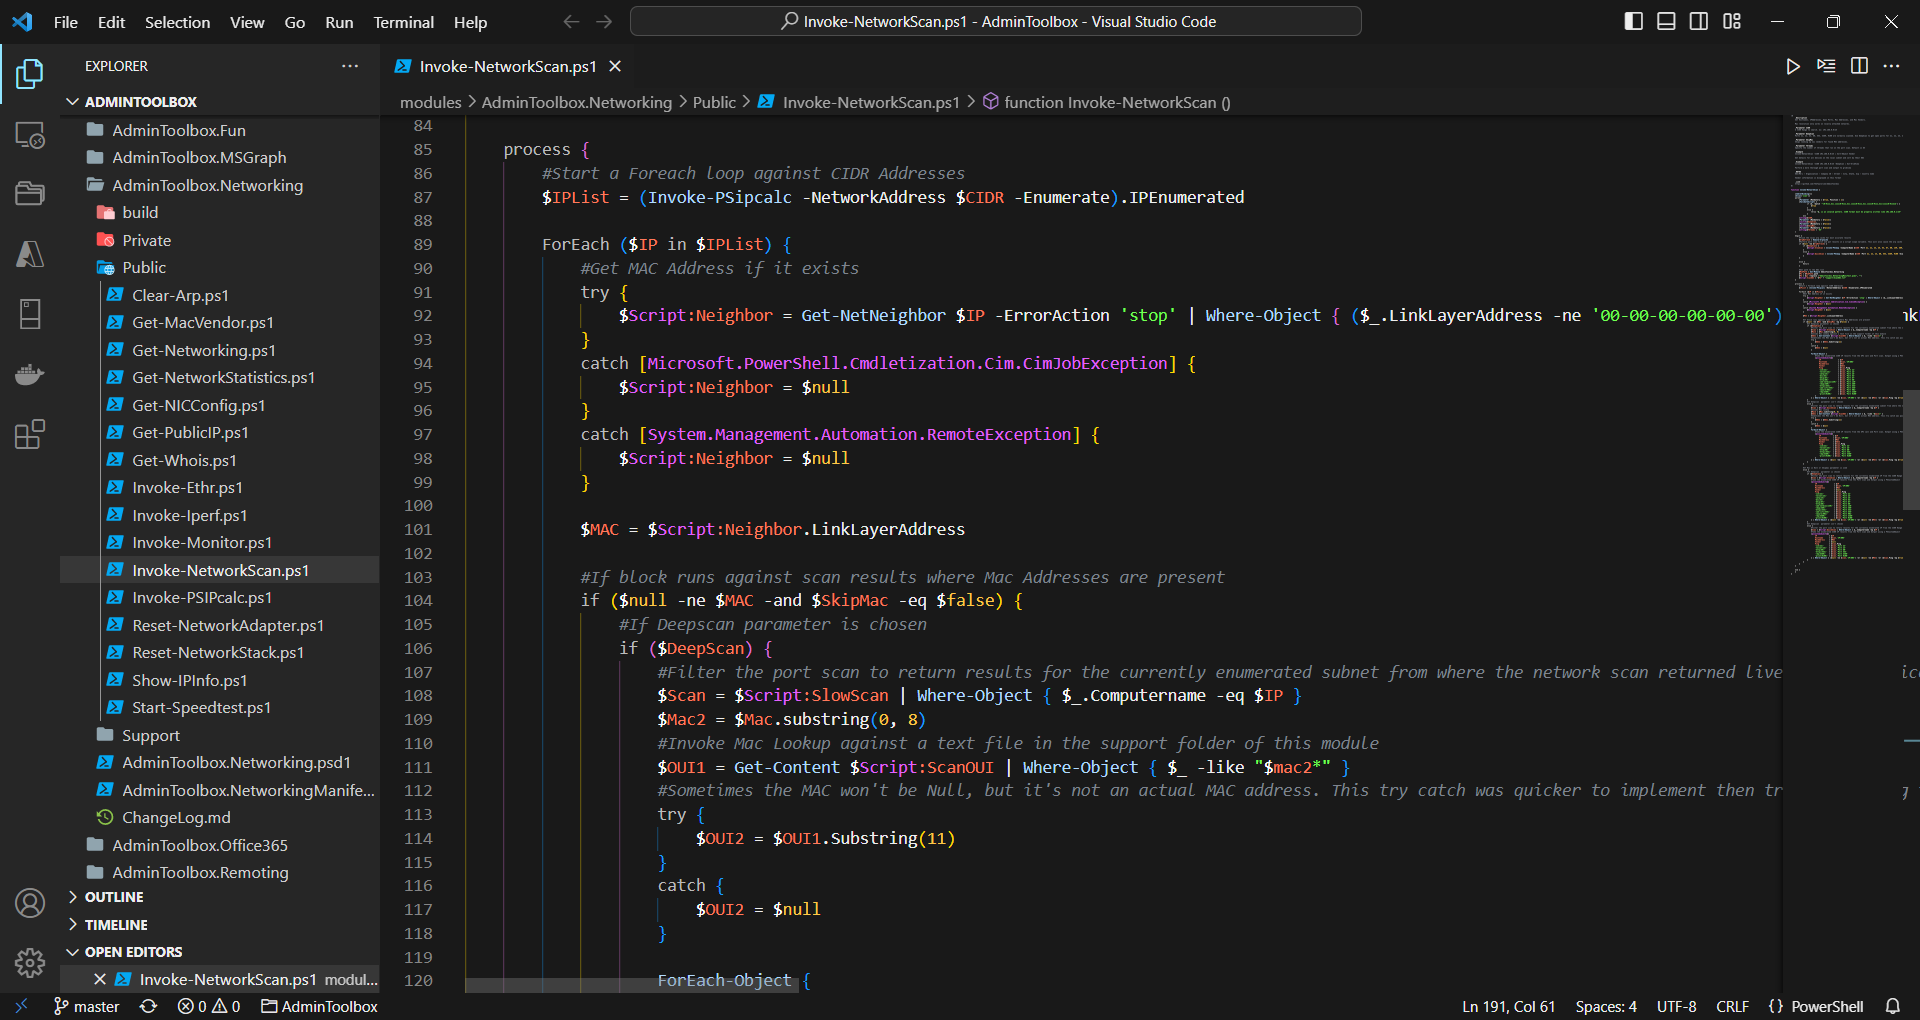 File Edit Selection View Go Run Terminal Help
Invoke-NetworkScan.ps1 - AdminToolbox - Visual Studio Code
EXPLORER
ADMINTOOLBOX
AdminToolbox.Fun
AdminToolbox.MSGraph
AdminToolbox.Networking
build
Private
Public
Clear-Arp.ps1
Get-MacVendor.ps1
Get-Networking.ps1
Get-NetworkStatistics.ps1
Get-NICConfig.ps1
Get-PublicIP.ps1
Get-Whois.ps1
Invoke-Ethr.ps1
Invoke-Iperf.ps1
Invoke-Monitor.ps1
Invoke-NetworkScan.ps1
Invoke-PSIPcalc.ps1
Reset-NetworkAdapter.ps1
Reset-NetworkStack.ps1
Show-IPInfo.ps1
Start-Speedtest.ps1
Support
AdminToolbox.Networking.psd1
AdminToolbox.NetworkingManife...
ChangeLog.md
AdminToolbox.Office365
AdminToolbox.Remoting
OUTLINE
TIMELINE
OPEN EDITORS
Invoke-NetworkScan.ps1 modul...
Invoke-NetworkScan.ps1
modules > AdminToolbox.Networking > Public > Invoke-NetworkScan.ps1 > function Invoke-NetworkScan ()
84
85 process {
86 #Start a Foreach loop against CIDR Addresses
87 $IPList = (Invoke-PSipcalc -NetworkAddress $CIDR -Enumerate).IPEnumerated
88
89 ForEach ($IP in $IPList) {
90 #Get MAC Address if it exists
91 try {
92 $Script:Neighbor = Get-NetNeighbor $IP -ErrorAction 'stop' | Where-Object { ($_.LinkLayerAddress -ne '00-00-00-00-00-00')
93 }
94 catch [Microsoft.PowerShell.Cmdletization.Cim.CimJobException] {
95 $Script:Neighbor = $null
96 }
97 catch [System.Management.Automation.RemoteException] {
98 $Script:Neighbor = $null
99 }
100
101 $MAC = $Script:Neighbor.LinkLayerAddress
102
103 #If block runs against scan results where Mac Addresses are present
104 if ($null -ne $MAC -and $SkipMac -eq $false) {
105 #If Deepscan parameter is chosen
106 if ($DeepScan) {
107 #Filter the port scan to return results for the currently enumerated subnet from where the network scan returned live
108 $Scan = $Script:SlowScan | Where-Object { $_.Computername -eq $IP }
109 $Mac2 = $Mac.substring(0, 8)
110 #Invoke Mac Lookup against a text file in the support folder of this module
111 $OUI1 = Get-Content $Script:ScanOUI | Where-Object { $_ -like "$mac2*" }
112 #Sometimes the MAC won't be Null, but it's not an actual MAC address. This try catch was quicker to implement then tr
113 try {
114 $OUI2 = $OUI1.Substring(11)
115 }
116 catch {
117 $OUI2 = $null
118 }
119
120 ForEach-Object {
master 0 0 AdminToolbox
Ln 191, Col 61 Spaces: 4 UTF-8 CRLF {} PowerShell